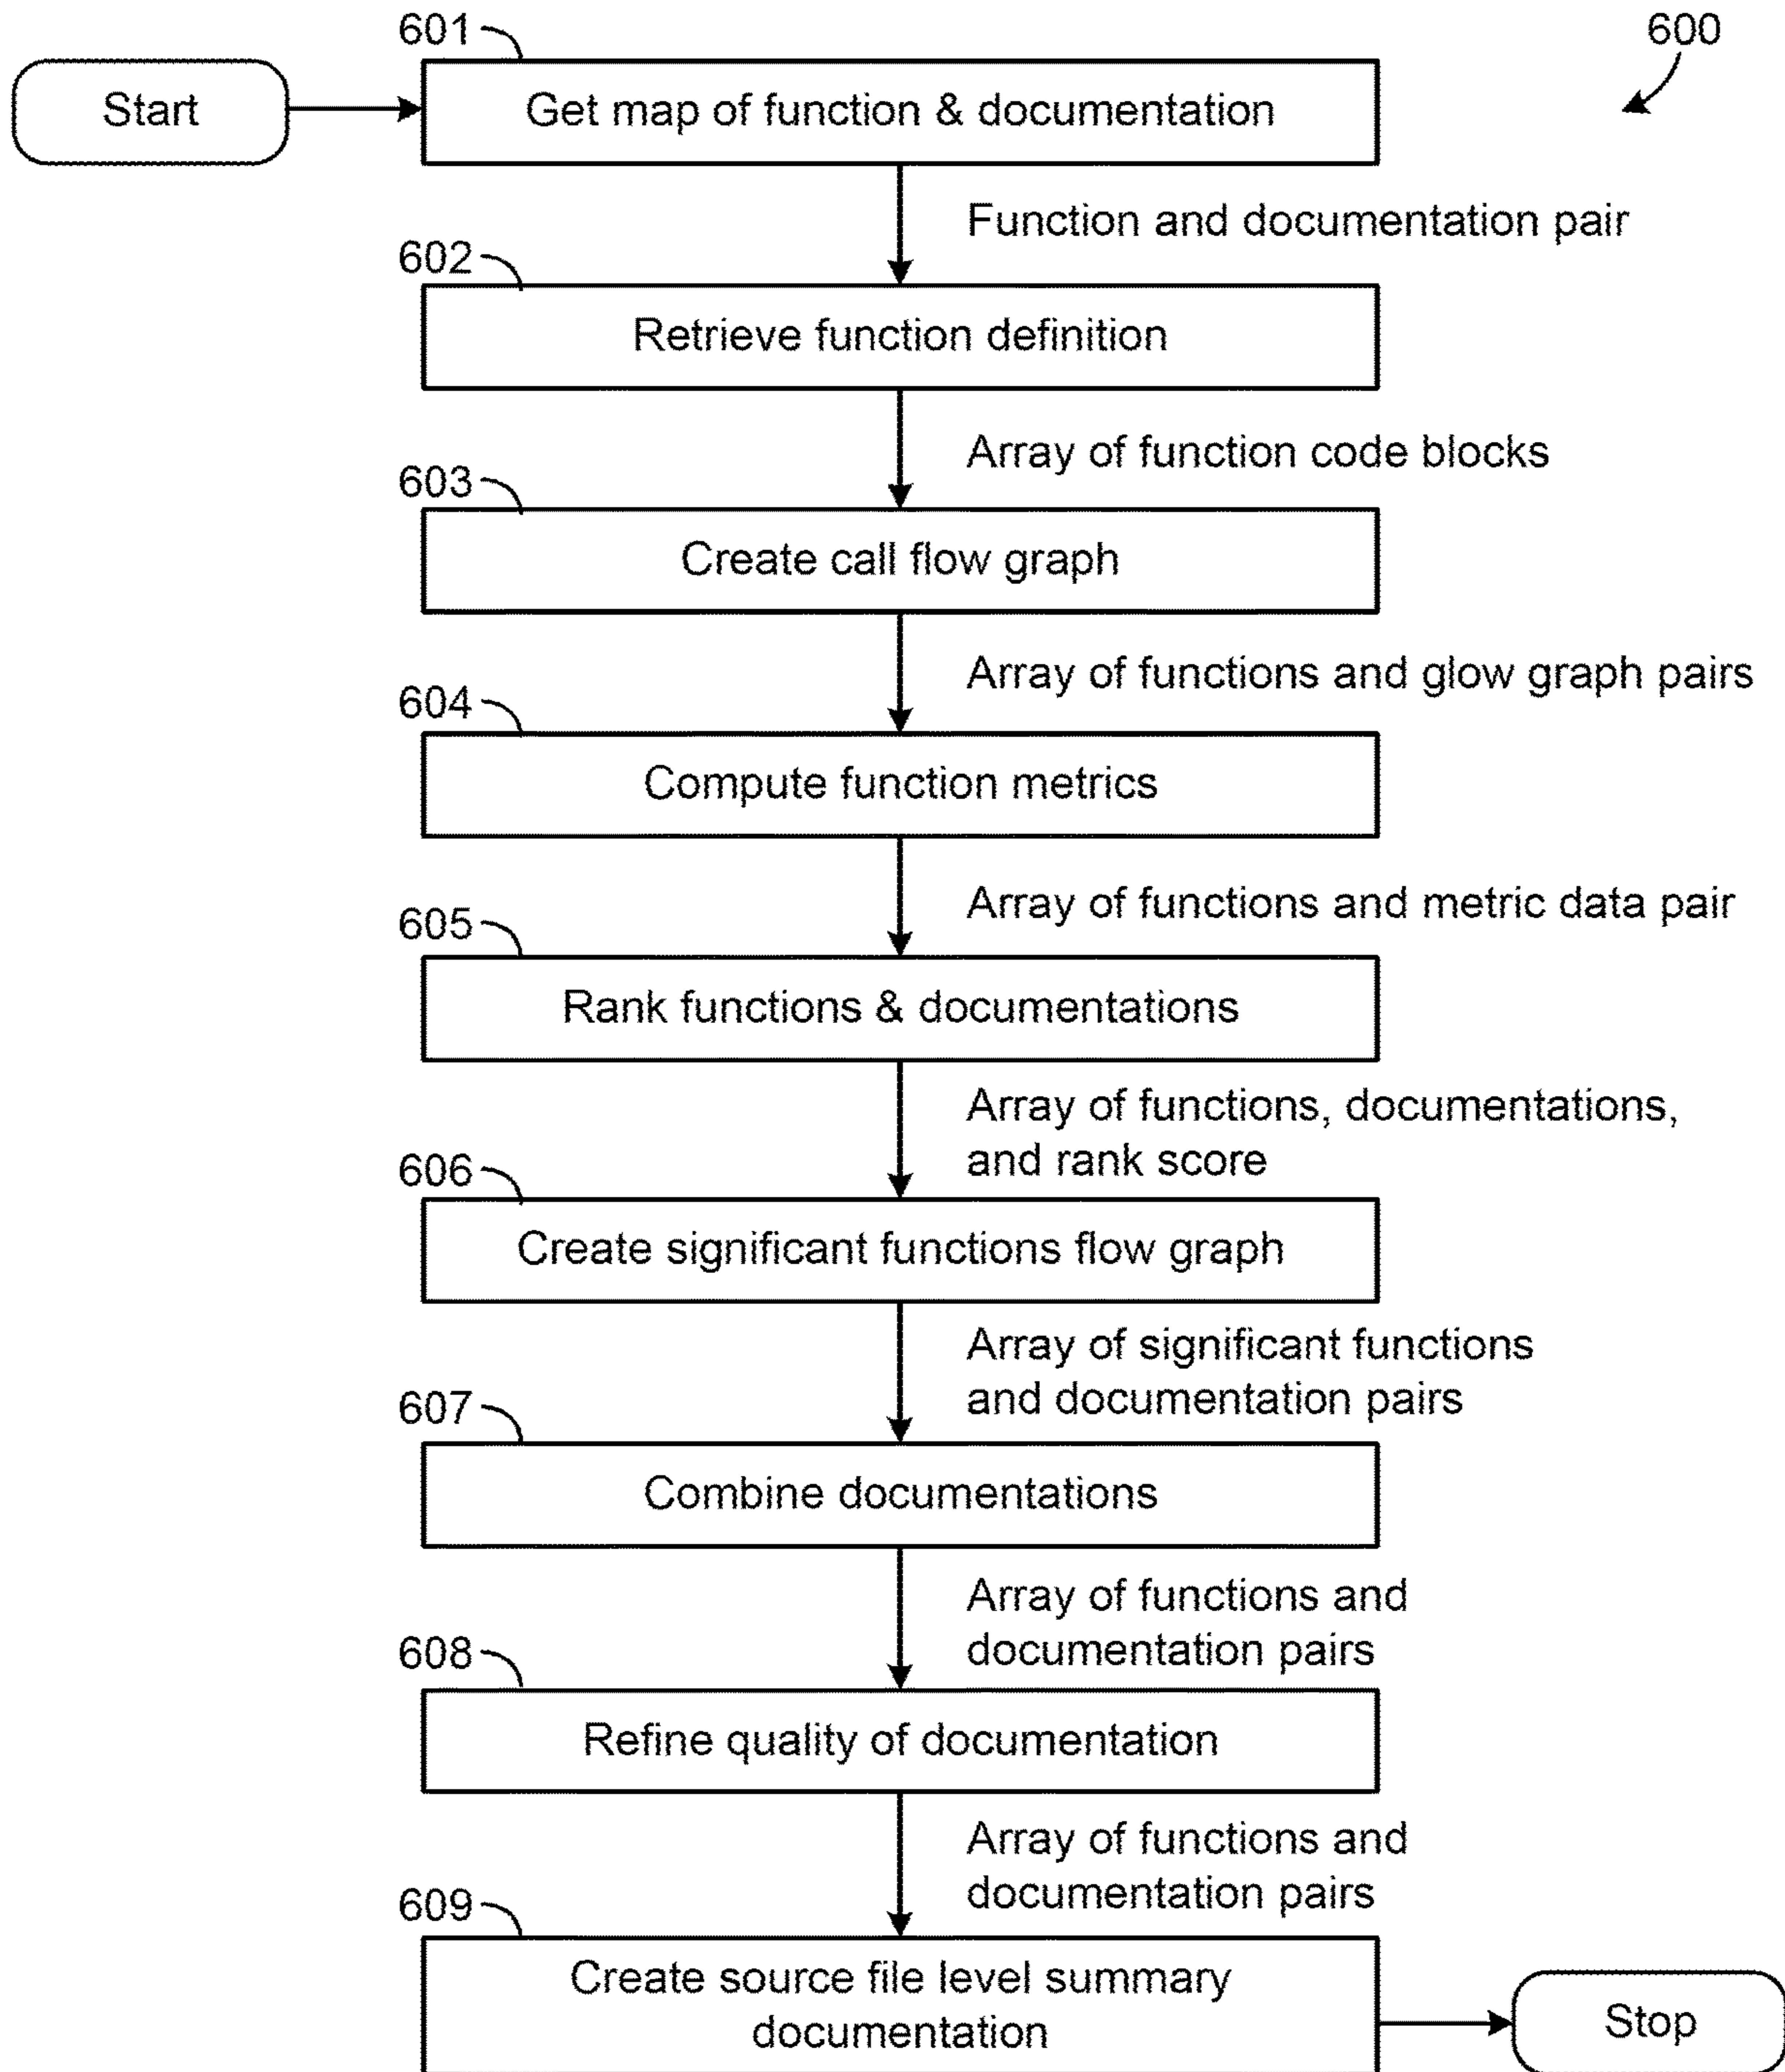 601
600
Start
Get map of function & documentation
Function and documentation pair
602
Retrieve function definition
Array of function code blocks
603
Create call flow graph
Array of functions and glow graph pairs
604
Compute function metrics
Array of functions and metric data pair
605
Rank functions & documentations
Array of functions, documentations,
and rank score
606
Create significant functions flow graph
Array of significant functions
and documentation pairs
607
Combine documentations
Array of functions and
documentation pairs
608
Refine quality of documentation
Array of functions and
documentation pairs
609
Create source file level summary
documentation
Stop